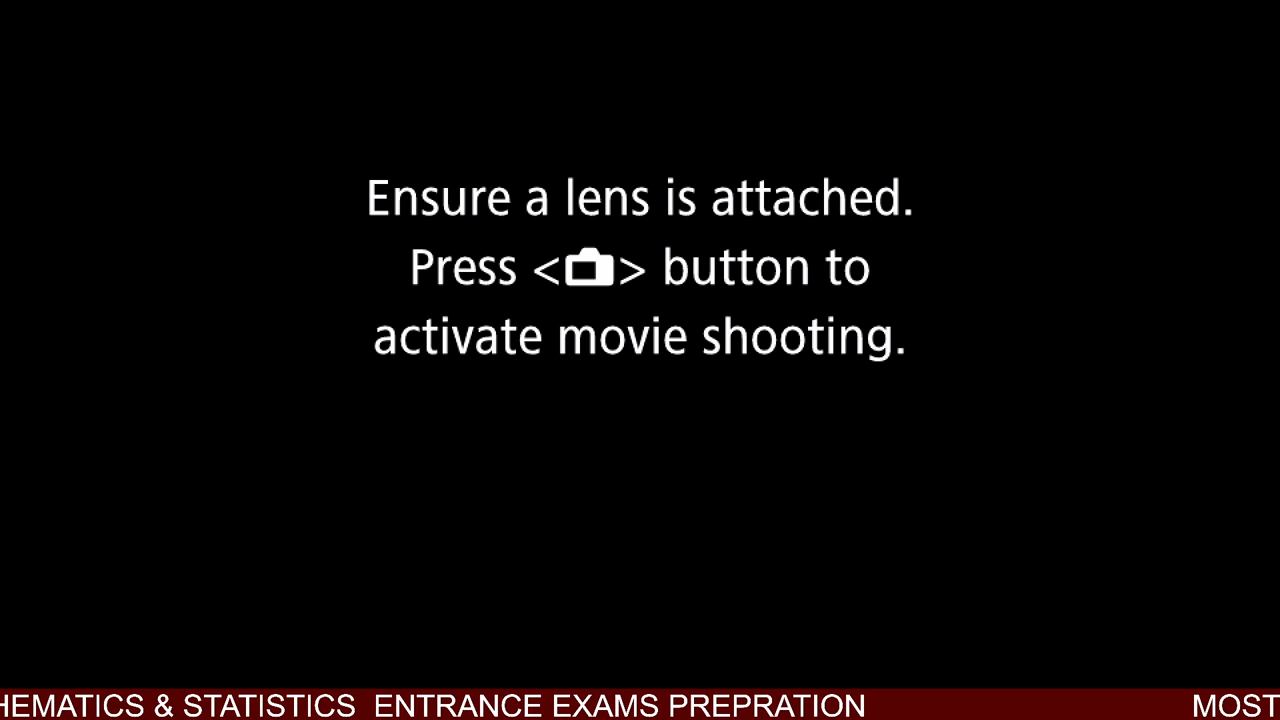 Ensure a lens is attached.
Press <📷> button to
activate movie shooting.
HEMATICS & STATISTICS ENTRANCE EXAMS PREPRATION MOST